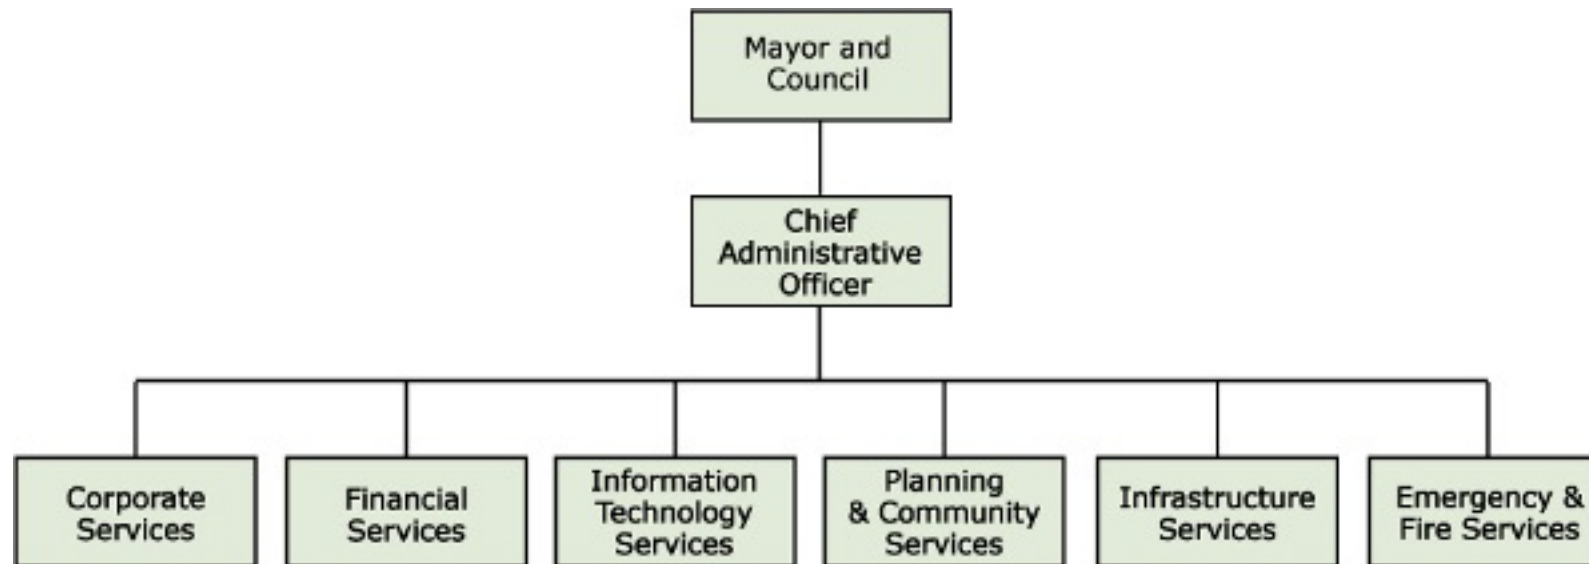 Mayor and
Council
Chief
Administrative
Officer
Corporate
Services
Financial
Services
Information
Technology
Services
Planning
& Community
Services
Infrastructure
Services
Emergency &
Fire Services